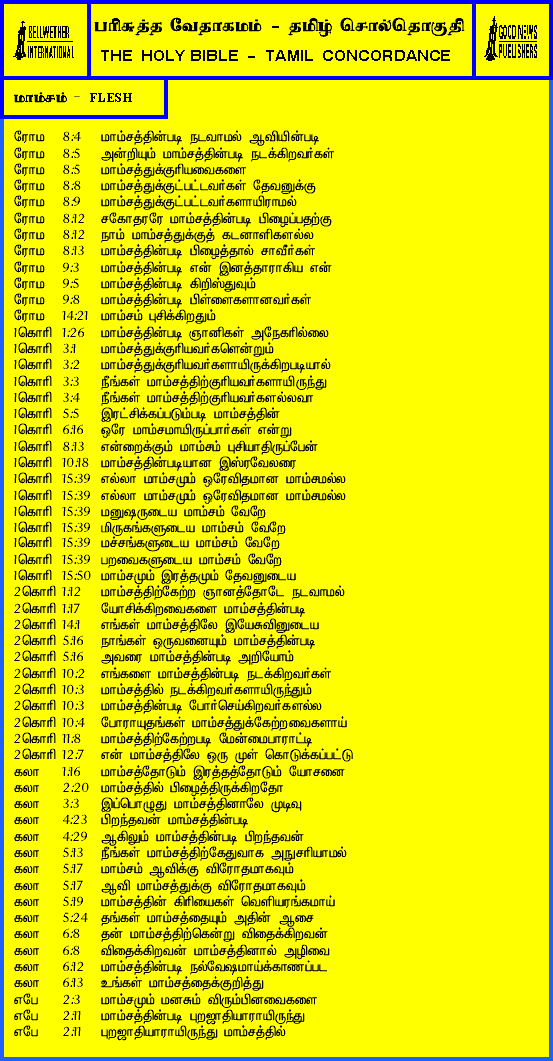 BELLWETHER
INTERNATIONAL
பரிசுத்த வேதாகமம் - தமிழ் சொல்தொகுதி
THE HOLY BIBLE - TAMIL CONCORDANCE
GOOD NEWS
PUBLISHERS
மாம்சம் - FLESH
ரோம 8:4 மாம்சத்தின்படி நடவாமல் ஆவியின்படி
ரோம 8:5 அன்றியும் மாம்சத்தின்படி நடக்கிறவர்கள்
ரோம 8:5 மாம்சத்துக்குரியவைகளை
ரோம 8:8 மாம்சத்துக்குட்பட்டவர்கள் தேவனுக்கு
ரோம 8:9 மாம்சத்துக்குட்பட்டவர்களாயிராமல்
ரோம 8:12 சகோதரரே மாம்சத்தின்படி பிழைப்பதற்கு
ரோம 8:12 நாம் மாம்சத்துக்குத் கடனாளிகளல்ல
ரோம 8:13 மாம்சத்தின்படி பிழைத்தால் சாவீர்கள்
ரோம 9:3 மாம்சத்தின்படி என் இனத்தாராகிய என்
ரோம 9:5 மாம்சத்தின்படி கிறிஸ்துவும்
ரோம 9:8 மாம்சத்தின்படி பிள்ளைகளானவர்கள்
ரோம 14:21 மாம்சம் புசிக்கிறதும்
1கொரி 1:26 மாம்சத்தின்படி ஞானிகள் அநேகரில்லை
1கொரி 3:1 மாம்சத்துக்குரியவர்களென்றும்
1கொரி 3:2 மாம்சத்துக்குரியவர்களாயிருக்கிறபடியால்
1கொரி 3:3 நீங்கள் மாம்சத்திற்குரியவர்களாயிருந்து
1கொரி 3:4 நீங்கள் மாம்சத்திற்குரியவர்களல்லவா
1கொரி 5:5 இரட்சிக்கப்படும்படி மாம்சத்தின்
1கொரி 6:16 ஒரே மாம்சமாயிருப்பார்கள் என்று
1கொரி 8:13 என்றைக்கும் மாம்சம் புசியாதிருப்பேன்
1கொரி 10:18 மாம்சத்தின்படியான இஸ்ரவேலரை
1கொரி 15:39 எல்லா மாம்சமும் ஒரேவிதமான மாம்சமல்ல
1கொரி 15:39 எல்லா மாம்சமும் ஒரேவிதமான மாம்சமல்ல
1கொரி 15:39 மனுஷருடைய மாம்சம் வேறே
1கொரி 15:39 மிருகங்களுடைய மாம்சம் வேறே
1கொரி 15:39 மச்சங்களுடைய மாம்சம் வேறே
1கொரி 15:39 பறவைகளுடைய மாம்சம் வேறே
1கொரி 15:50 மாம்சமும் இரத்தமும் தேவனுடைய
2கொரி 1:12 மாம்சத்திற்கேற்ற ஞானத்தோடே நடவாமல்
2கொரி 1:17 யோசிக்கிறவைகளை மாம்சத்தின்படி
2கொரி 14:1 எங்கள் மாம்சத்திலே இயேசுவினுடைய
2கொரி 5:16 நாங்கள் ஒருவனையும் மாம்சத்தின்படி
2கொரி 5:16 அவரை மாம்சத்தின்படி அறியோம்
2கொரி 10:2 எங்களை மாம்சத்தின்படி நடக்கிறவர்கள்
2கொரி 10:3 மாம்சத்தில் நடக்கிறவர்களாயிருந்தும்
2கொரி 10:3 மாம்சத்தின்படி போர்செய்கிறவர்களல்ல
2கொரி 10:4 போராயுதங்கள் மாம்சத்துக்கேற்றவைகளாய்
2கொரி 11:8 மாம்சத்திற்கேற்றபடி மேன்மைபாராட்டி
2கொரி 12:7 என் மாம்சத்திலே ஒரு முள் கொடுக்கப்பட்டு
கலா 1:16 மாம்சத்தோடும் இரத்தத்தோடும் யோசனை
கலா 2:20 மாம்சத்தில் பிழைத்திருக்கிறதோ
கலா 3:3 இப்பொழுது மாம்சத்தினாலே முடிவு
கலா 4:23 பிறந்தவன் மாம்சத்தின்படி
கலா 4:29 ஆகிலும் மாம்சத்தின்படி பிறந்தவன்
கலா 5:13 நீங்கள் மாம்சத்திற்கேதுவாக அநுசரியாமல்
கலா 5:17 மாம்சம் ஆவிக்கு விரோதமாகவும்
கலா 5:17 ஆவி மாம்சத்துக்கு விரோதமாகவும்
கலா 5:19 மாம்சத்தின் கிரியைகள் வெளியரங்கமாய்
கலா 5:24 தங்கள் மாம்சத்தையும் அதின் ஆசை
கலா 6:8 தன் மாம்சத்திற்கென்று விதைக்கிறவன்
கலா 6:8 விதைக்கிறவன் மாம்சத்தினால் அழிவை
கலா 6:12 மாம்சத்தின்படி நல்வேஷமாய்க்காணப்பட
கலா 6:13 உங்கள் மாம்சத்தைக்குறித்து
எபே 2:3 மாம்சமும் மனசும் விரும்பினவைகளை
எபே 2:11 மாம்சத்தின்படி புறஜாதியாராயிருந்து
எபே 2:11 புறஜாதியாராயிருந்து மாம்சத்தில்